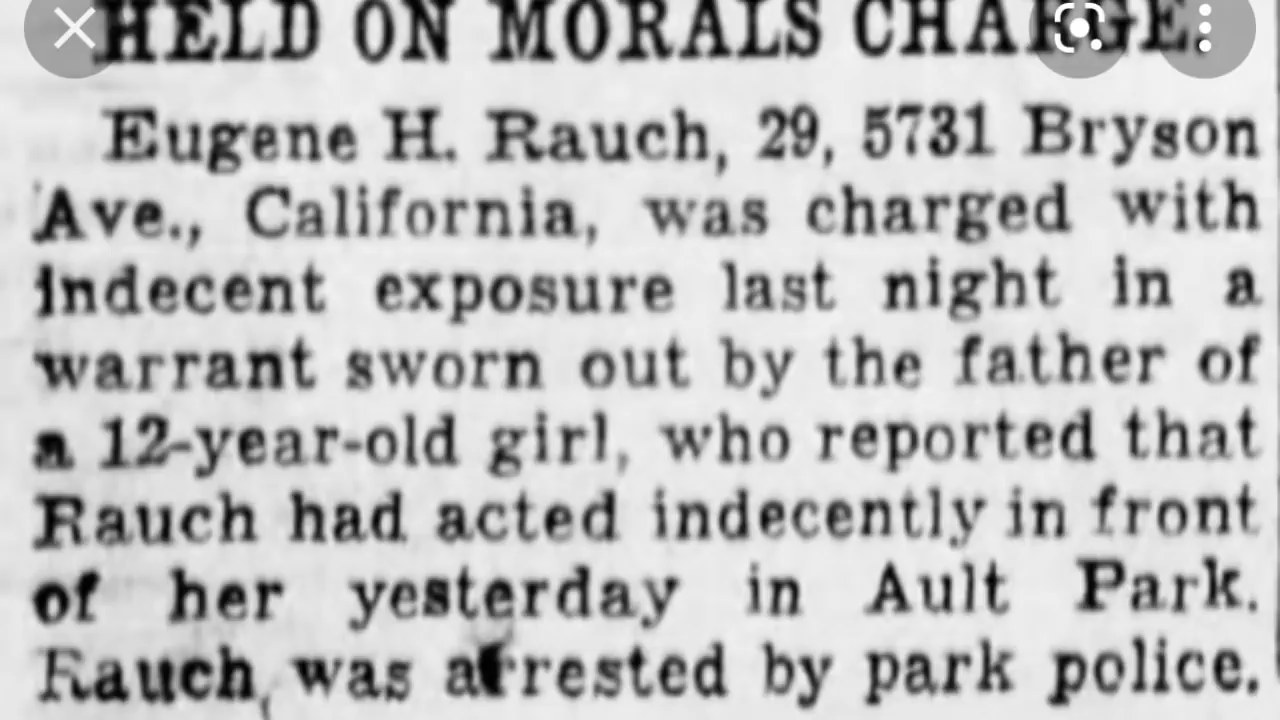 HELD ON MORALS CHARGE.
Eugene H. Rauch, 29, 5731 Bryson
Ave., California, was charged with
indecent exposure last night in a
warrant sworn out by the father of
a 12-year-old girl, who reported that
Rauch had acted indecently in front
of her yesterday in Ault Park.
Rauch was arrested by park police.